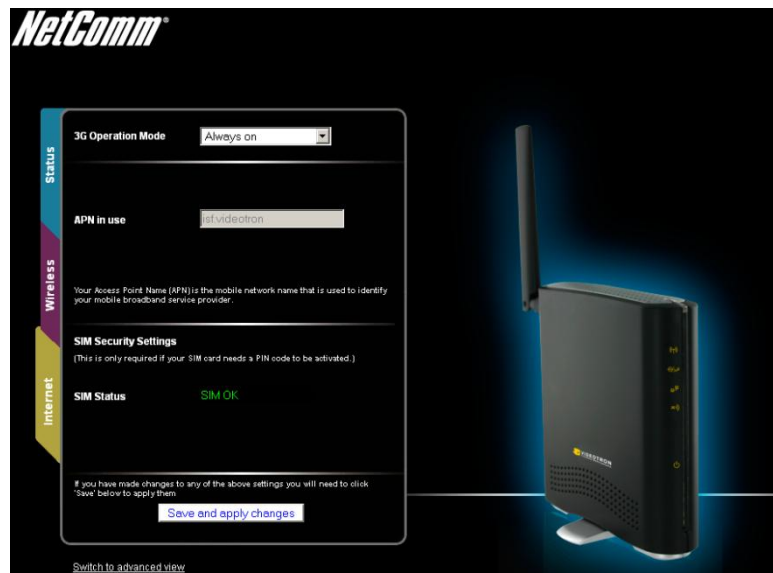 NetComm®
Status
Wireless
Internet
3G Operation Mode Always on
APN in use isf.videotron
Your Access Point Name (APN) is the mobile network name that is used to identify
your mobile broadband service provider.
SIM Security Settings
(This is only required if your SIM card needs a PIN code to be activated.)
SIM Status SIM OK
If you have made changes to any of the above settings you will need to click
'Save' below to apply them
Save and apply changes
Switch to advanced view
VIDEOTRON